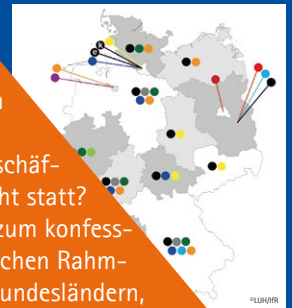 schäf-
ht statt?
zum konfess-
chen Rahm-
undesländern,
©LUH/IfR